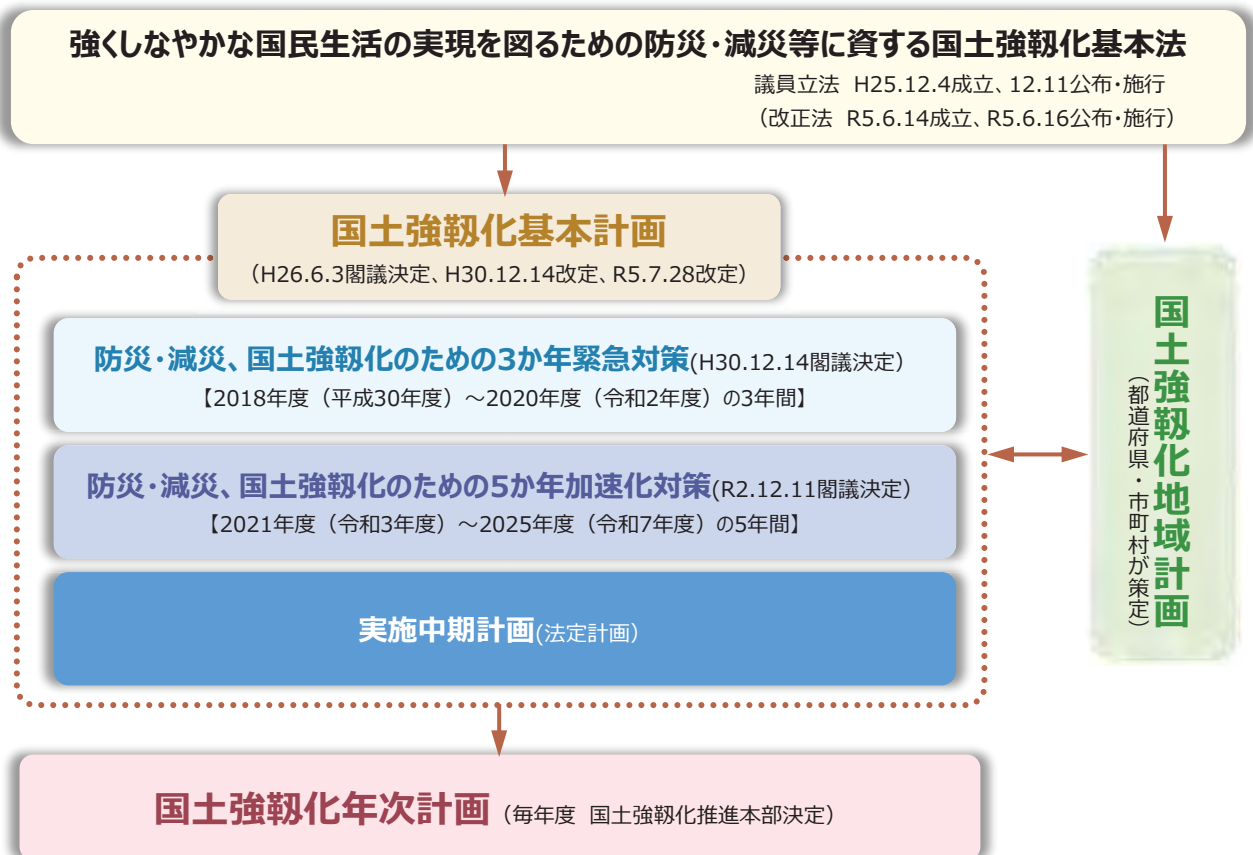 強くしなやかな国民生活の実現を図るための防災・減災等に資する国土強靱化基本法
議員立法 H25.12.4成立、12.11公布・施行
（改正法 R5.6.14成立、R5.6.16公布・施行）
国土強靱化基本計画
（H26.6.3閣議決定、H30.12.14改定、R5.7.28改定）
防災・減災、国土強靱化のための3か年緊急対策(H30.12.14閣議決定）
【2018年度（平成30年度）～2020年度（令和2年度）の3年間】
防災・減災、国土強靱化のための5か年加速化対策(R2.12.11閣議決定）
【2021年度（令和3年度）～2025年度（令和7年度）の5年間】
実施中期計画(法定計画）
国土強靱化地域計画
（都道府県・市町村が策定）
国土強靱化年次計画（毎年度 国土強靱化推進本部決定）